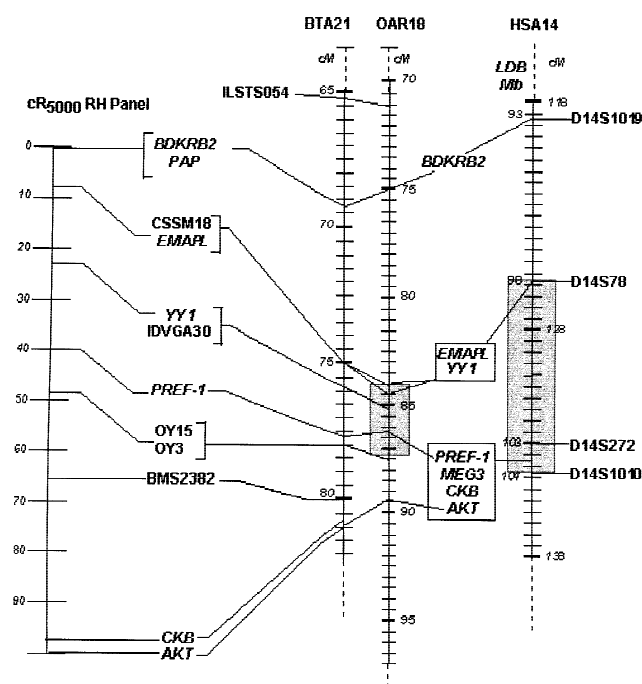 BTA21 OAR18 HSA14
cM cM
LDB Mb cM
70
65
ILSTS054
118
93
D14S1019
cR5000 RH Panel
0
BDKRB2
PAP
BDKRB2
75
10
70
CSSM18
EMAPL
20
98
D14S78
80
30
YY1
IDVGA30
128
EMAPL
YY1
40
75
PREF-1
85
50
OY15
OY3
103
D14S272
60
PREF-1
MEG3
CKB
AKT
BMS2382
104
D14S1010
70
80
90
80
138
90
95
CKB
AKT